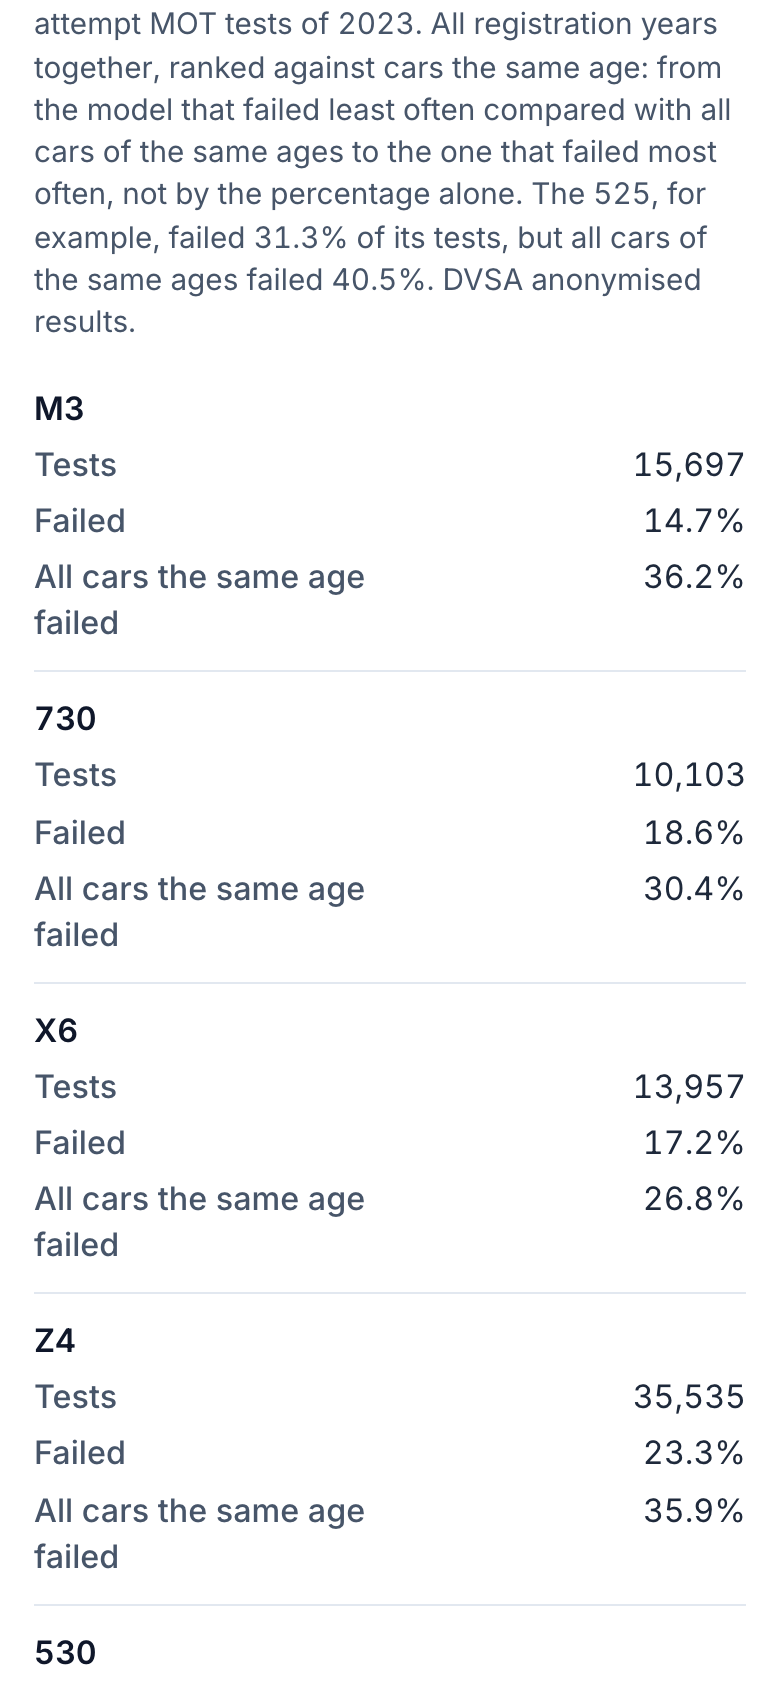 attempt MOT tests of 2023. All registration years
together, ranked against cars the same age: from
the model that failed least often compared with all
cars of the same ages to the one that failed most
often, not by the percentage alone. The 525, for
example, failed 31.3% of its tests, but all cars of
the same ages failed 40.5%. DVSA anonymised
results.
M3
Tests 15,697
Failed 14.7%
All cars the same age 36.2%
failed
730
Tests 10,103
Failed 18.6%
All cars the same age 30.4%
failed
X6
Tests 13,957
Failed 17.2%
All cars the same age 26.8%
failed
Z4
Tests 35,535
Failed 23.3%
All cars the same age 35.9%
failed
530